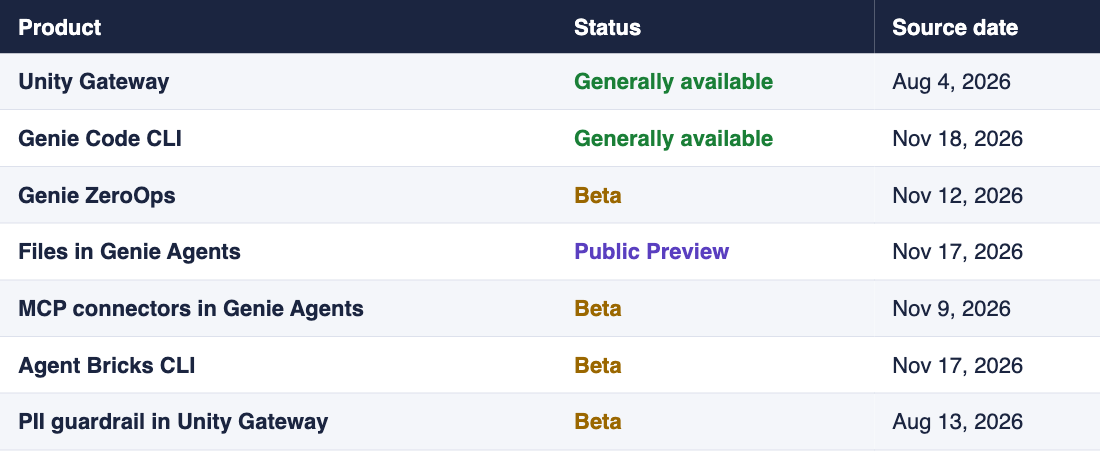 Product Status Source date
Unity Gateway Generally available Aug 4, 2026
Genie Code CLI Generally available Nov 18, 2026
Genie ZeroOps Beta Nov 12, 2026
Files in Genie Agents Public Preview Nov 17, 2026
MCP connectors in Genie Agents Beta Nov 9, 2026
Agent Bricks CLI Beta Nov 17, 2026
PII guardrail in Unity Gateway Beta Aug 13, 2026